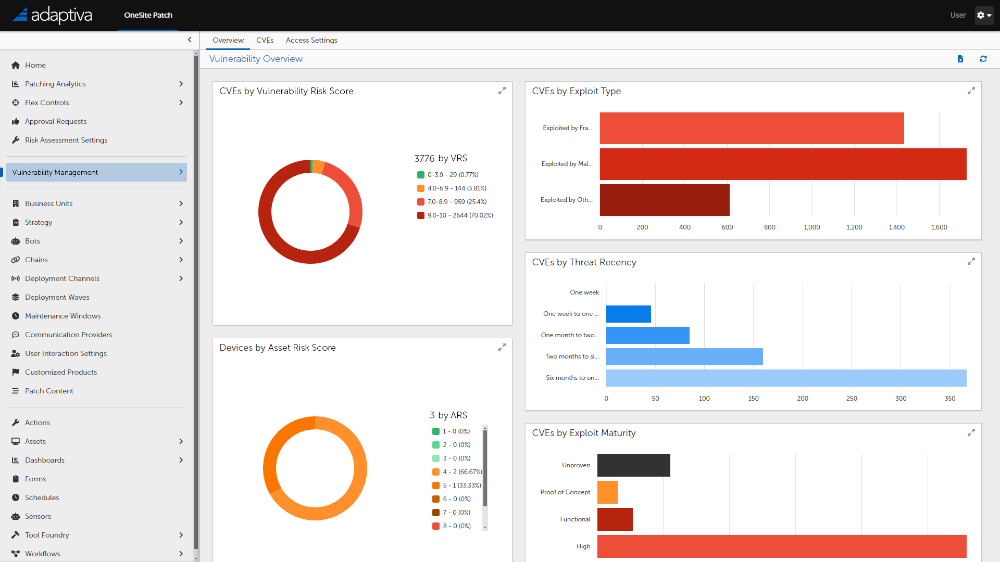 adaptiva
OneSite Patch
User
Overview
CVEs
Access Settings
Vulnerability Overview
Home
Patching Analytics
Flex Controls
Approval Requests
Risk Assessment Settings
Vulnerability Management
Business Units
Strategy
Bots
Chains
Deployment Channels
Deployment Waves
Maintenance Windows
Communication Providers
User Interaction Settings
Customized Products
Patch Content
Actions
Assets
Dashboards
Forms
Schedules
Sensors
Tool Foundry
Workflows
CVEs by Vulnerability Risk Score
3776 by VRS
0-3.9 - 29 (0.77%)
4.0-6.9 - 144 (3.81%)
7.0-8.9 - 959 (25.4%)
9.0-10 - 2644 (70.02%)
Devices by Asset Risk Score
3 by ARS
1 - 0 (0%)
2 - 0 (0%)
3 - 0 (0%)
4 - 2 (66.67%)
5 - 1 (33.33%)
6 - 0 (0%)
7 - 0 (0%)
8 - 0 (0%)
CVEs by Exploit Type
Exploited by Fra...
Exploited by Mal...
Exploited by Oth...
0 200 400 600 800 1,000 1,200 1,400 1,600
CVEs by Threat Recency
One week
One week to one ...
One month to two...
Two months to si...
Six months to on...
0 50 100 150 200 250 300 350
CVEs by Exploit Maturity
Unproven
Proof of Concept
Functional
High